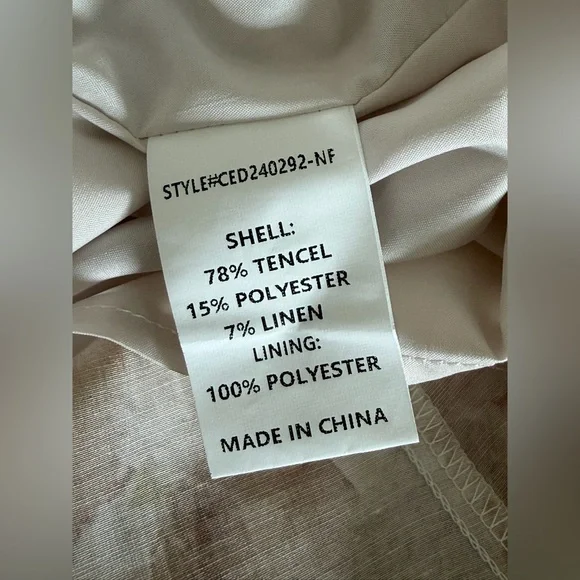 STYLE#CED240292-NF
SHELL:
78% TENCEL
15% POLYESTER
7% LINEN
LINING:
100% POLYESTER
MADE IN CHINA